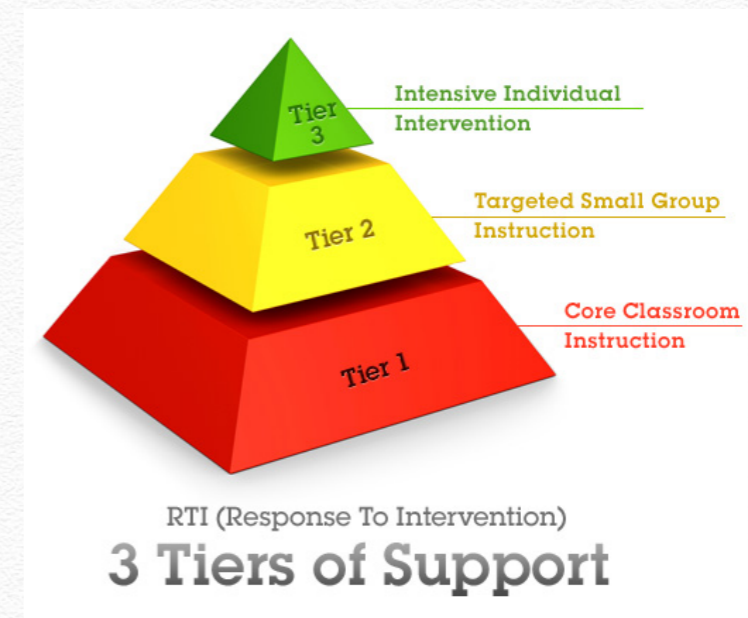 Tier
3
Intensive Individual
Intervention
Tier 2
Targeted Small Group
Instruction
Tier 1
Core Classroom
Instruction
RTI (Response To Intervention)
3 Tiers of Support